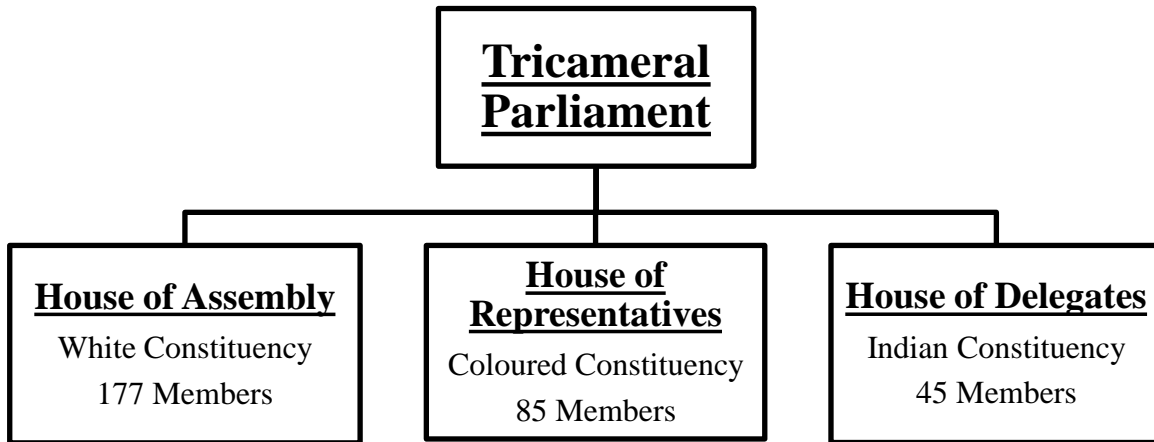 Tricameral
Parliament
House of Assembly
White Constituency
177 Members
House of
Representatives
Coloured Constituency
85 Members
House of Delegates
Indian Constituency
45 Members